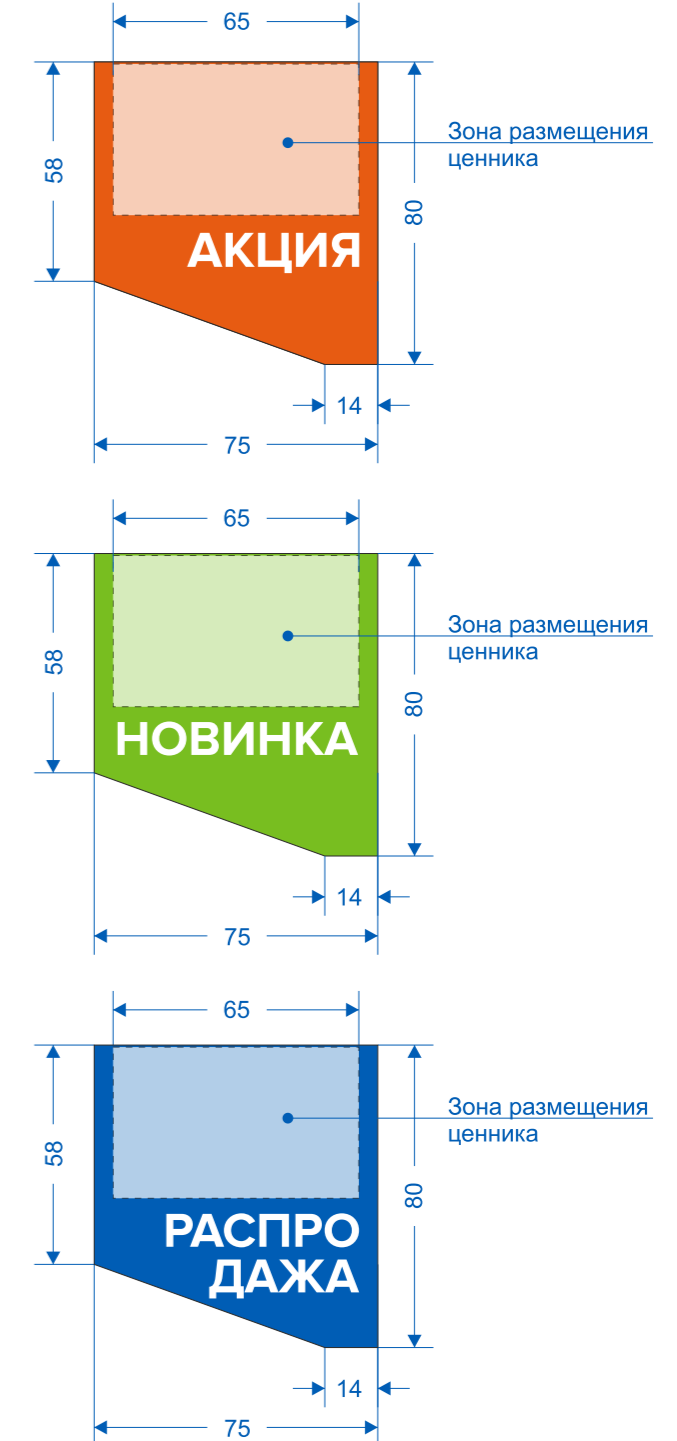 65
Зона размещения
ценника
58
80
АКЦИЯ
14
75
65
Зона размещения
ценника
58
80
НОВИНКА
14
75
65
Зона размещения
ценника
58
80
РАСПРО
ДАЖА
14
75